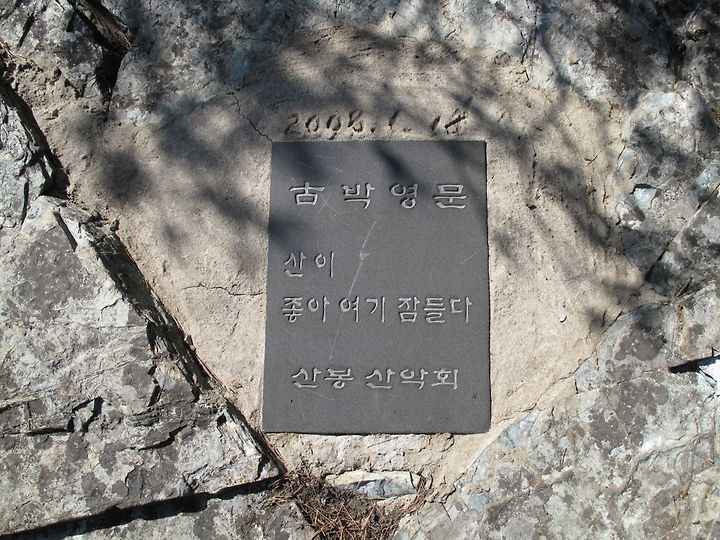 2008.1.18
古박영문
산이
좋아 여기 잠들다
산봉 산악회